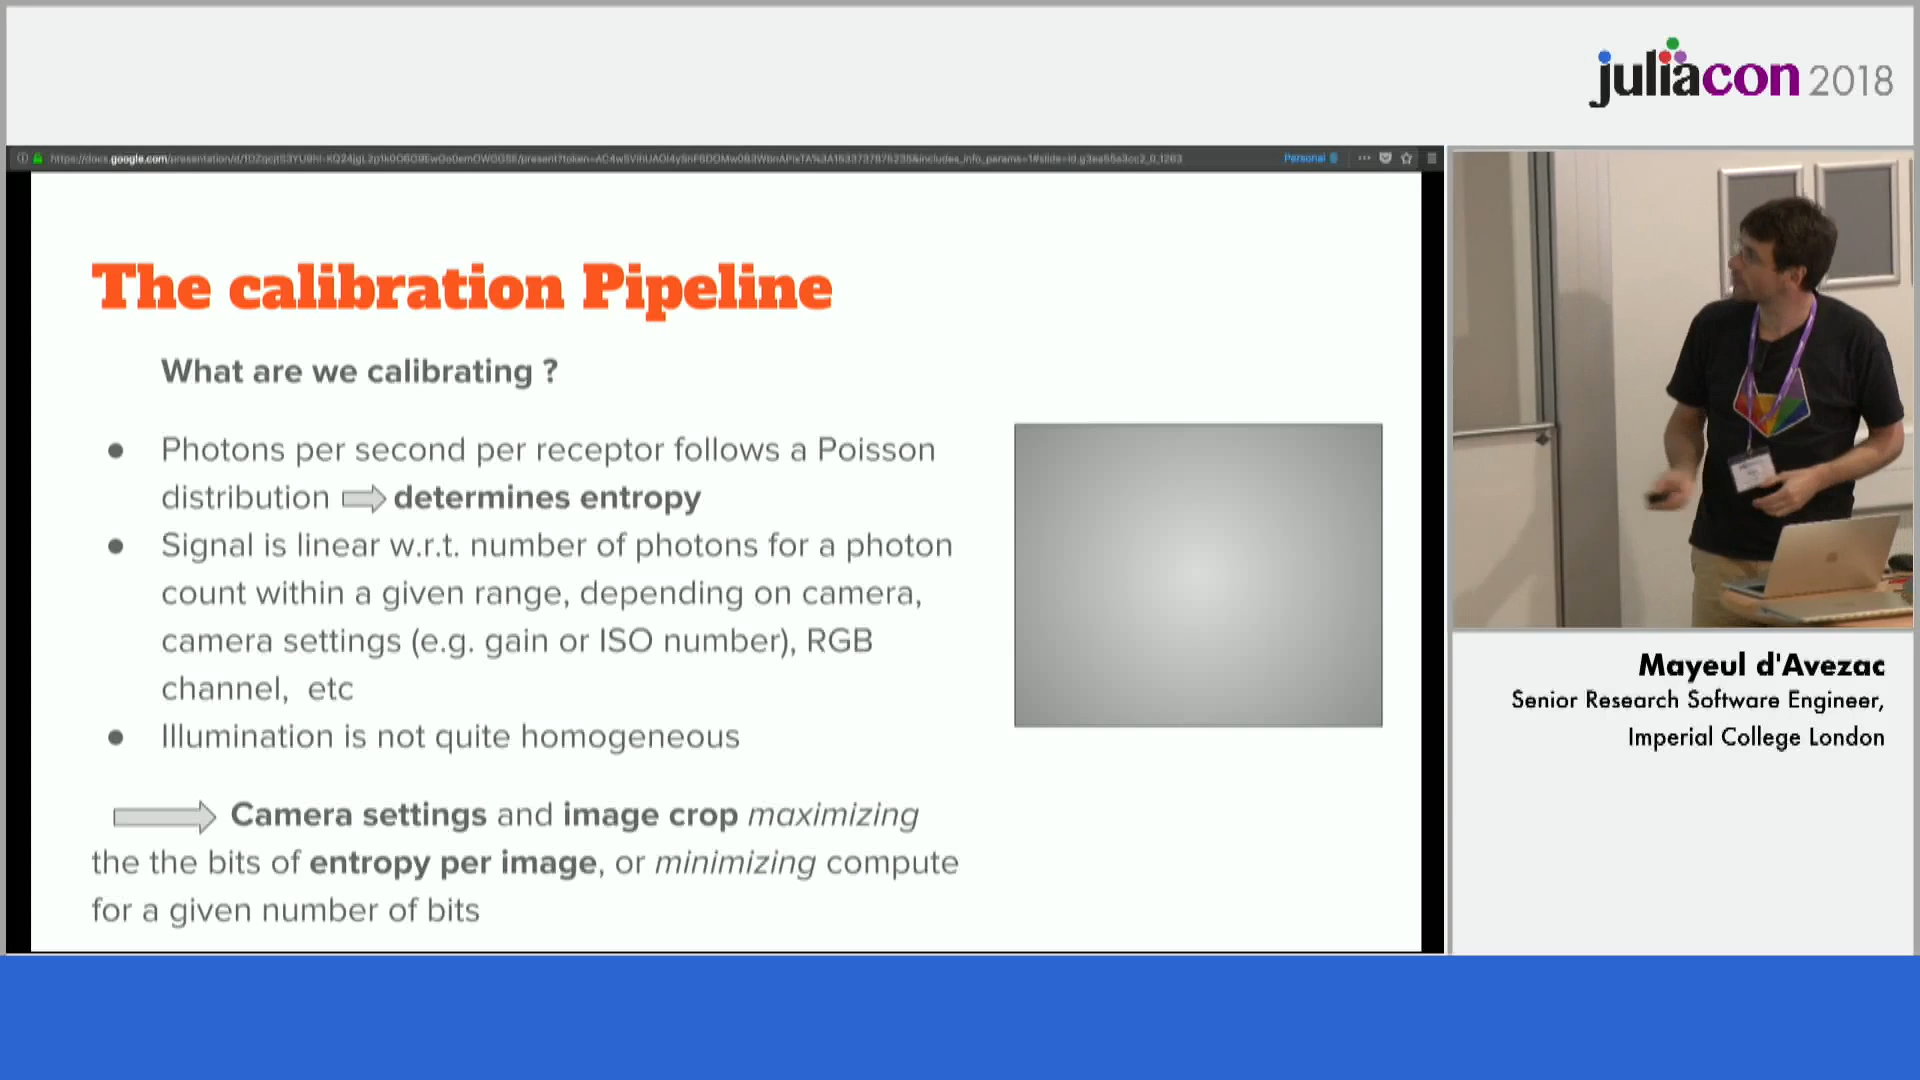 juliacon 2018
The calibration Pipeline
What are we calibrating ?
● Photons per second per receptor follows a Poisson
distribution determines entropy
● Signal is linear w.r.t. number of photons for a photon
count within a given range, depending on camera,
camera settings (e.g. gain or ISO number), RGB
channel, etc
● Illumination is not quite homogeneous
Camera settings and image crop maximizing
the the bits of entropy per image, or minimizing compute
for a given number of bits
Personal
Mayeul d'Avezac
Senior Research Software Engineer,
Imperial College London